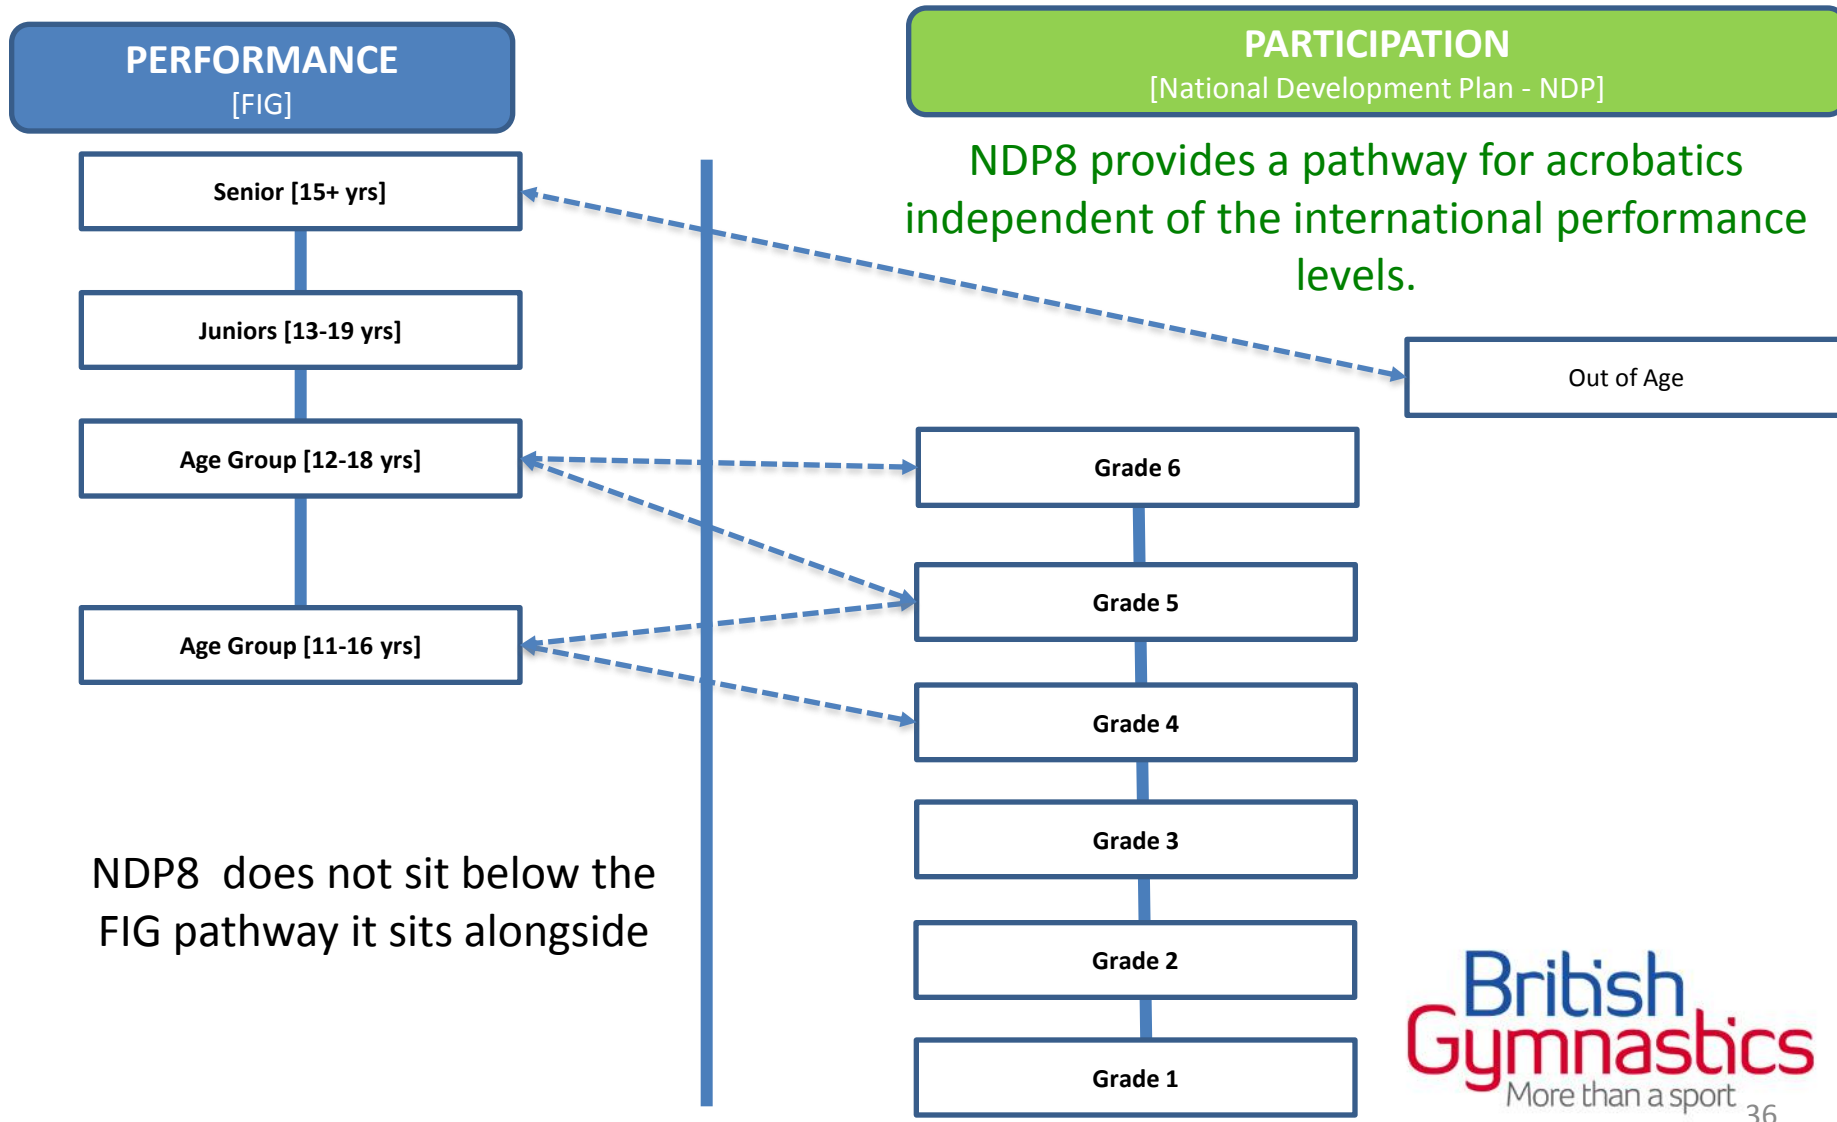 PERFORMANCE
[FIG]
Senior [15+ yrs]
Juniors [13-19 yrs]
Age Group [12-18 yrs]
Age Group [11-16 yrs]
NDP8 does not sit below the
FIG pathway it sits alongside
PARTICIPATION
[National Development Plan - NDP]
NDP8 provides a pathway for acrobatics
independent of the international performance
levels.
Out of Age
Grade 6
Grade 5
Grade 4
Grade 3
Grade 2
Grade 1
British
Gymnastics
More than a sport
36